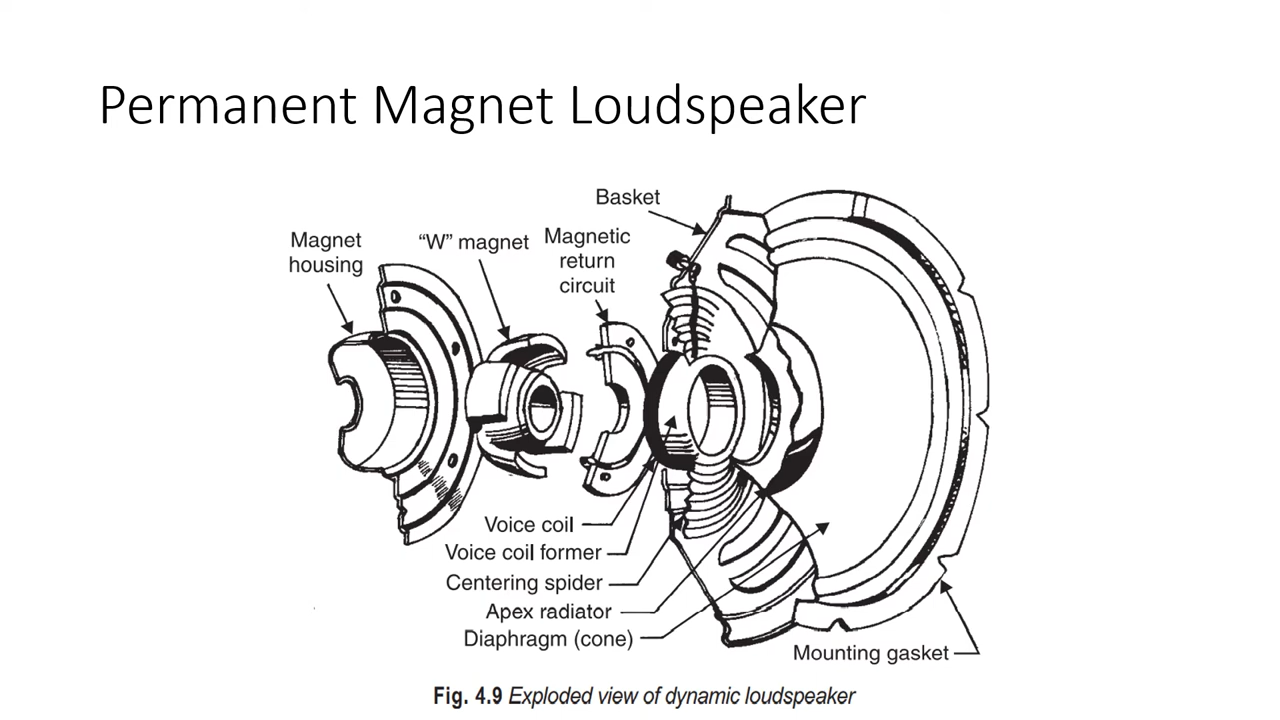 Permanent Magnet Loudspeaker
Basket
Magnet
housing
“W” magnet
Magnetic
return
circuit
Voice coil
Voice coil former
Centering spider
Apex radiator
Diaphragm (cone)
Mounting gasket
Fig. 4.9 Exploded view of dynamic loudspeaker